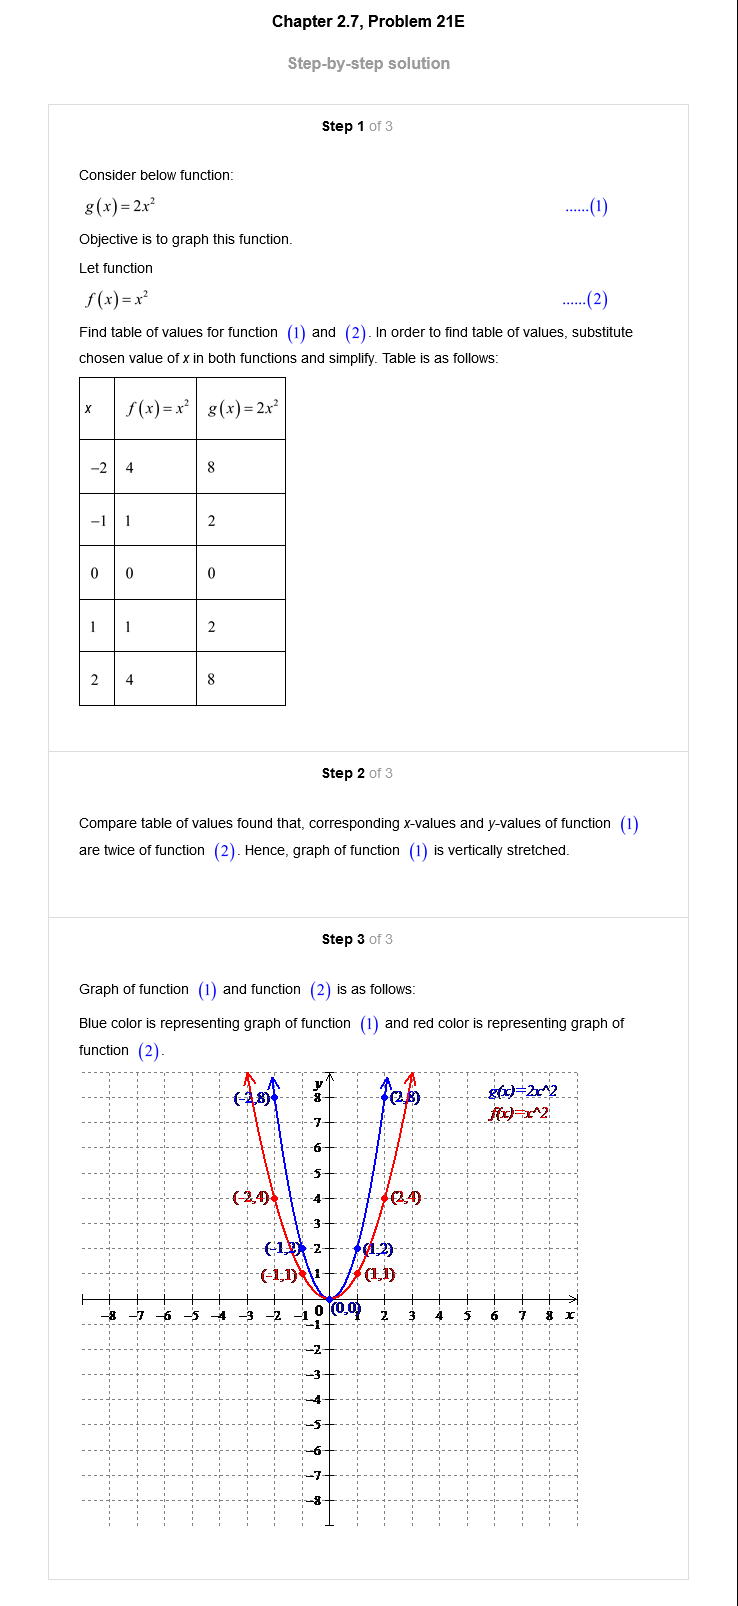 Chapter 2.7, Problem 21E
Step-by-step solution
Step 1 of 3
Consider below function:
g(x) = 2x² ......(1)
Objective is to graph this function.
Let function
f(x) = x² ......(2)
Find table of values for function (1) and (2). In order to find table of values, substitute
chosen value of x in both functions and simplify. Table is as follows:
x f(x) = x² g(x) = 2x²
−2 4 8
−1 1 2
0 0 0
1 1 2
2 4 8
Step 2 of 3
Compare table of values found that, corresponding x-values and y-values of function (1)
are twice of function (2). Hence, graph of function (1) is vertically stretched.
Step 3 of 3
Graph of function (1) and function (2) is as follows:
Blue color is representing graph of function (1) and red color is representing graph of
function (2).
y
g(x)=2x^2
(-2,8) 8 (2,8)
f(x)=x^2
7
6
5
(-2,4) 4 (2,4)
3
(-1,2) 2 (1,2)
(-1,1) 1 (1,1)
0 (0,0)
-8 -7 -6 -5 -4 -3 -2 -1 1 2 3 4 5 6 7 8 x
-1
-2
-3
-4
-5
-6
-7
-8